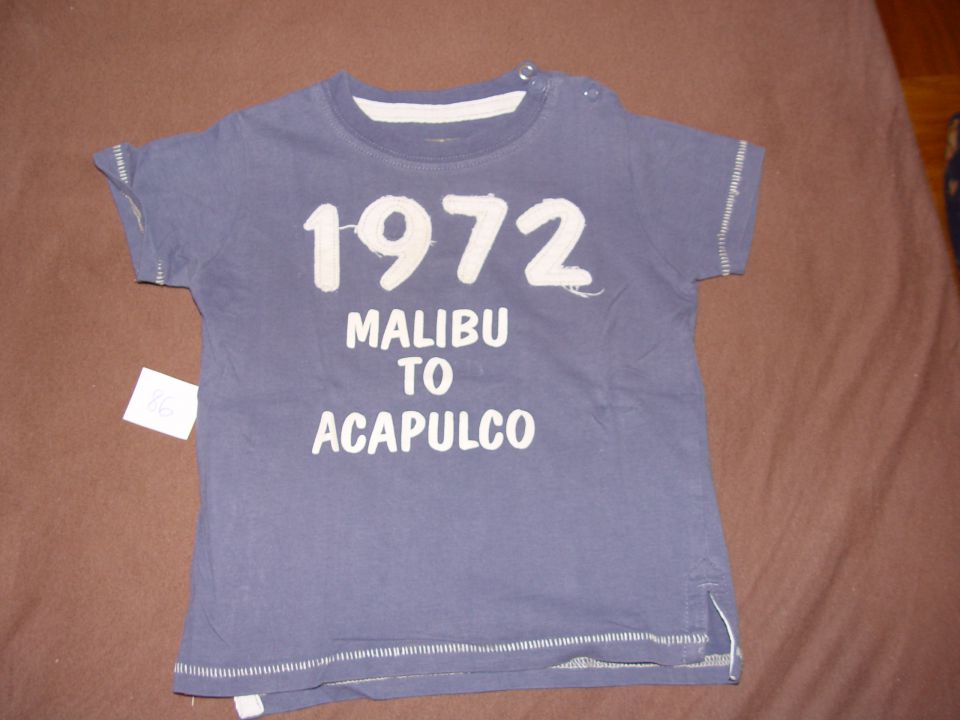 1972
MALIBU
TO
ACAPULCO
86